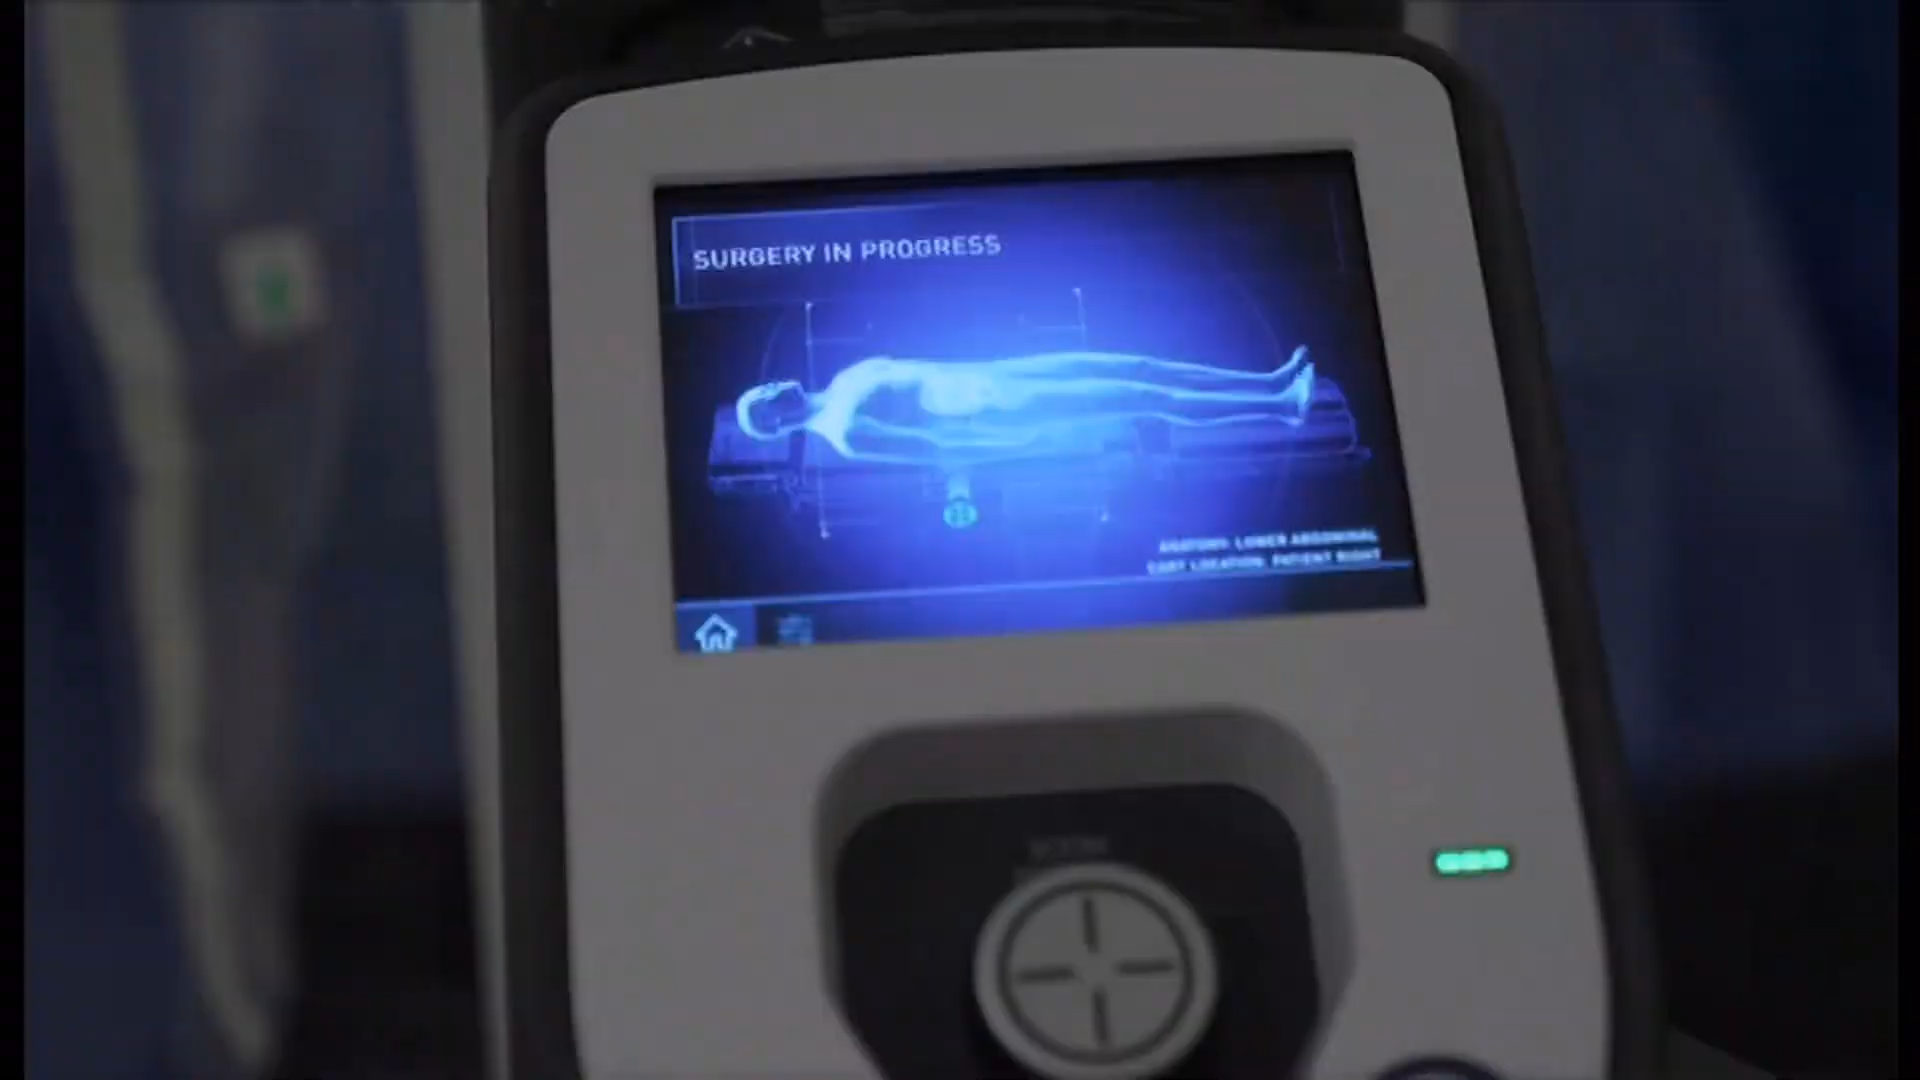 SURGERY IN PROGRESS
ANATOMY: LOWER ABDOMINAL
CART LOCATION: PATIENT RIGHT